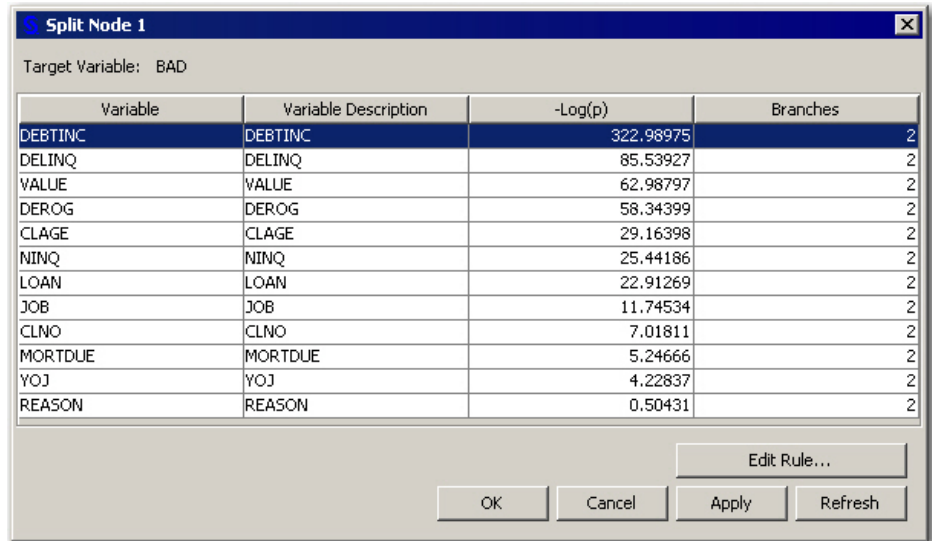 Split Node 1
Target Variable: BAD
Variable Variable Description -Log(p) Branches
DEBTINC DEBTINC 322.98975 2
DELINQ DELINQ 85.53927 2
VALUE VALUE 62.98797 2
DEROG DEROG 58.34399 2
CLAGE CLAGE 29.16398 2
NINQ NINQ 25.44186 2
LOAN LOAN 22.91269 2
JOB JOB 11.74534 2
CLNO CLNO 7.01811 2
MORTDUE MORTDUE 5.24666 2
YOJ YOJ 4.22837 2
REASON REASON 0.50431 2
Edit Rule...
OK Cancel Apply Refresh